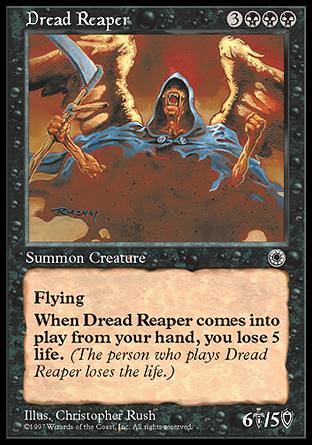 Dread Reaper 3
RUSH 97
Summon Creature
Flying
When Dread Reaper comes into
play from your hand, you lose 5
life. (The person who plays Dread
Reaper loses the life.)
Illus. Christopher Rush
©1997 Wizards of the Coast, Inc. All rights reserved.
6/5